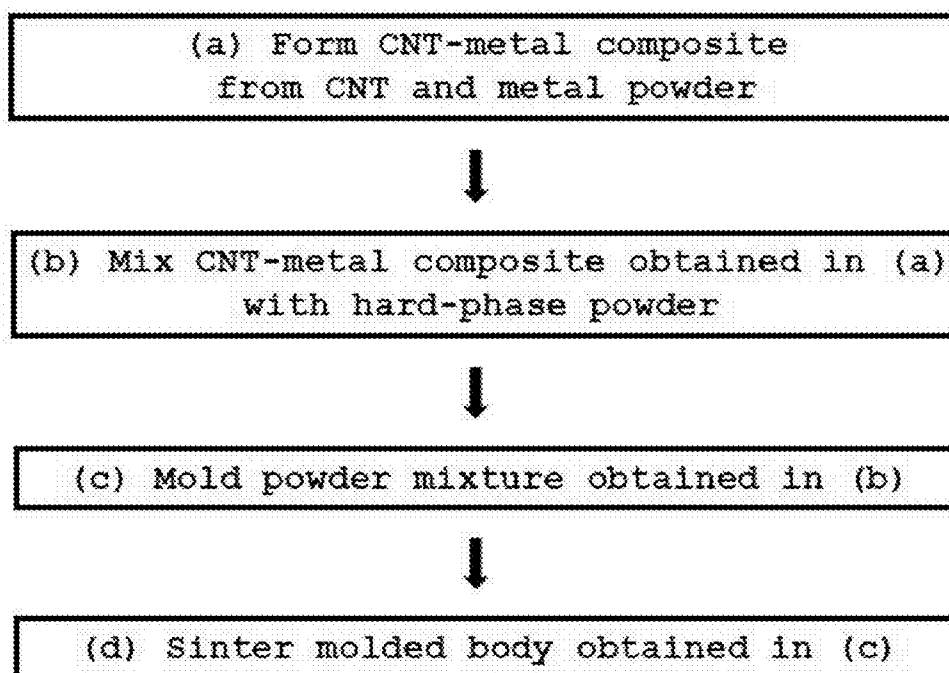 (a) Form CNT-metal composite
from CNT and metal powder
(b) Mix CNT-metal composite obtained in (a)
with hard-phase powder
(c) Mold powder mixture obtained in (b)
(d) Sinter molded body obtained in (c)